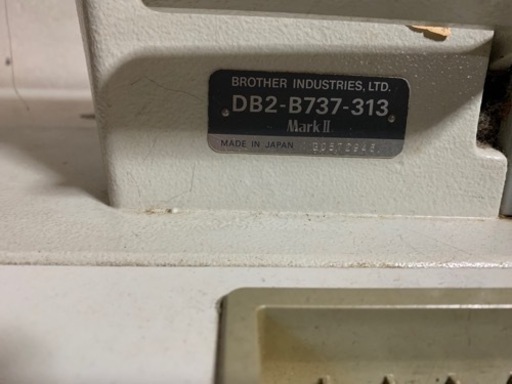 BROTHER INDUSTRIES, LTD.
DB2-B737-313
Mark II
MADE IN JAPAN